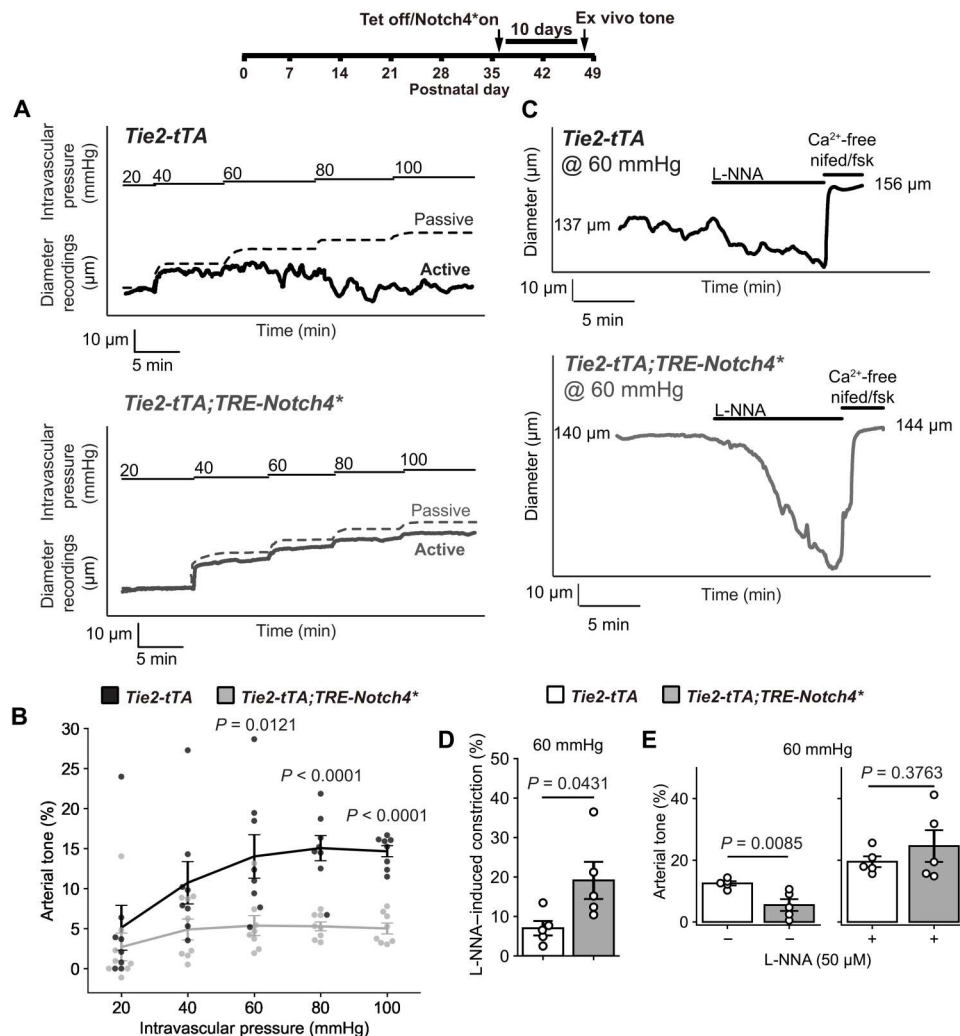 Tet off/Notch4*on
Ex vivo tone
10 days
0 7 14 21 28 35 42 49
Postnatal day
A
Tie2-tTA
Intravascular
pressure
(mmHg)
20 40 60 80 100
Passive
Diameter
recordings
(µm)
Active
Time (min)
10 µm
5 min
Tie2-tTA;TRE-Notch4*
Intravascular
pressure
(mmHg)
20 40 60 80 100
Passive
Active
Diameter
recordings
(µm)
Time (min)
10 µm
5 min
C
Tie2-tTA
@ 60 mmHg
Ca²⁺-free
nifed/fsk
L-NNA
156 µm
137 µm
Diameter (µm)
Time (min)
10 µm
5 min
Tie2-tTA;TRE-Notch4*
@ 60 mmHg
Ca²⁺-free
nifed/fsk
L-NNA
140 µm
144 µm
Diameter (µm)
Time (min)
10 µm
5 min
Tie2-tTA Tie2-tTA;TRE-Notch4*
B
P = 0.0121
P < 0.0001
P < 0.0001
Arterial tone (%)
30
25
20
15
10
5
0
20 40 60 80 100
Intravascular pressure (mmHg)
Tie2-tTA Tie2-tTA;TRE-Notch4*
D
60 mmHg
P = 0.0431
L-NNA–induced constriction (%)
50
40
30
20
10
0
E
60 mmHg
P = 0.0085
P = 0.3763
Arterial tone (%)
40
20
0
– – + +
L-NNA (50 µM)